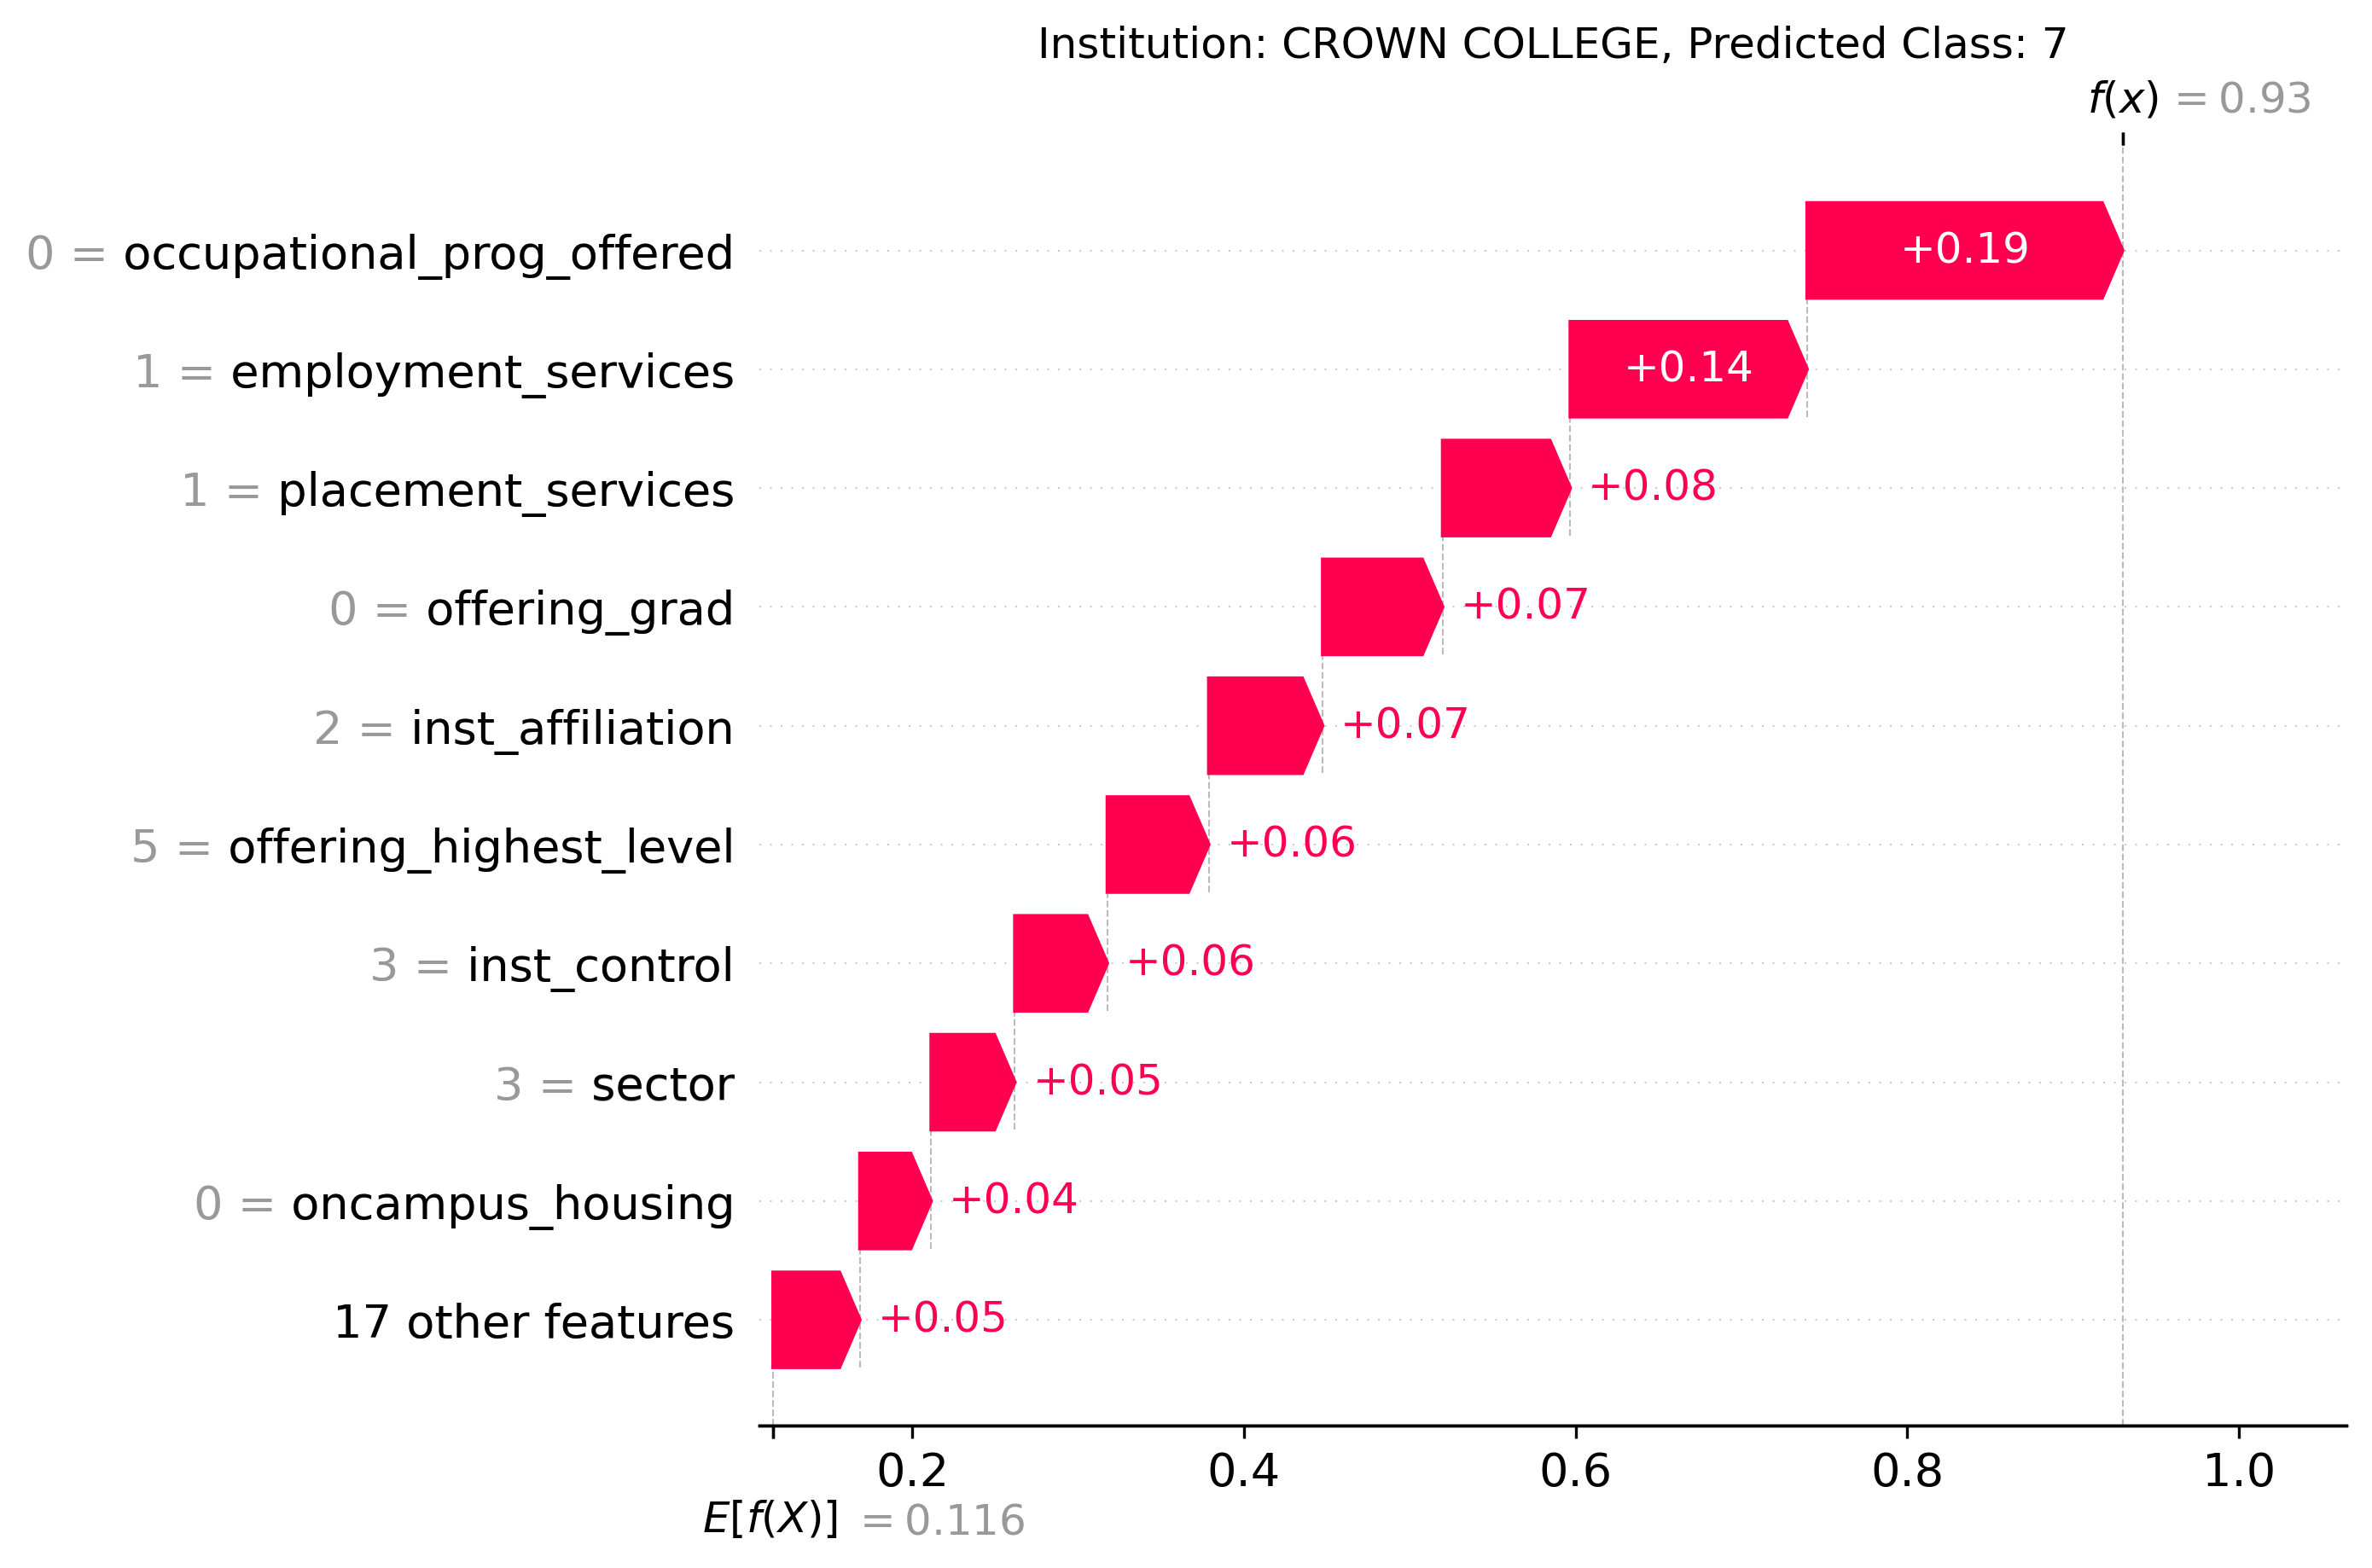 Institution: CROWN COLLEGE, Predicted Class: 7
f(x) = 0.93
0 = occupational_prog_offered +0.19
1 = employment_services +0.14
1 = placement_services +0.08
0 = offering_grad +0.07
2 = inst_affiliation +0.07
5 = offering_highest_level +0.06
3 = inst_control +0.06
3 = sector +0.05
0 = oncampus_housing +0.04
17 other features +0.05
0.2 0.4 0.6 0.8 1.0
E[f(X)] = 0.116